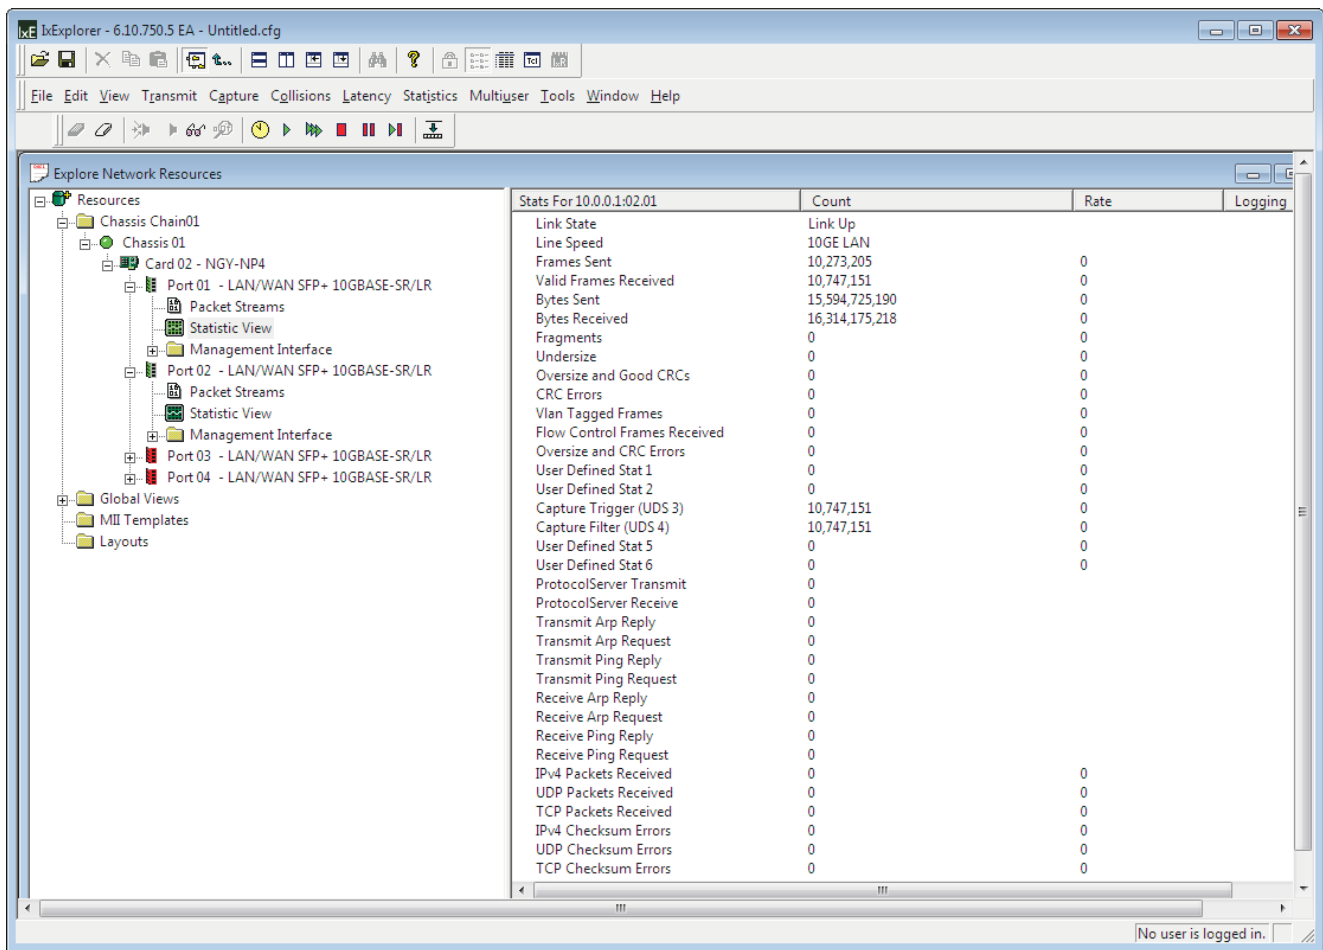 IxExplorer - 6.10.750.5 EA - Untitled.cfg
File Edit View Transmit Capture Collisions Latency Statistics Multiuser Tools Window Help
Explore Network Resources
Resources
Chassis Chain01
Chassis 01
Card 02 - NGY-NP4
Port 01 - LAN/WAN SFP+ 10GBASE-SR/LR
Packet Streams
Statistic View
Management Interface
Port 02 - LAN/WAN SFP+ 10GBASE-SR/LR
Packet Streams
Statistic View
Management Interface
Port 03 - LAN/WAN SFP+ 10GBASE-SR/LR
Port 04 - LAN/WAN SFP+ 10GBASE-SR/LR
Global Views
MII Templates
Layouts
Stats For 10.0.0.1:02.01 Count Rate Logging
Link State Link Up
Line Speed 10GE LAN
Frames Sent 10,273,205 0
Valid Frames Received 10,747,151 0
Bytes Sent 15,594,725,190 0
Bytes Received 16,314,175,218 0
Fragments 0 0
Undersize 0 0
Oversize and Good CRCs 0 0
CRC Errors 0 0
Vlan Tagged Frames 0 0
Flow Control Frames Received 0 0
Oversize and CRC Errors 0 0
User Defined Stat 1 0 0
User Defined Stat 2 0 0
Capture Trigger (UDS 3) 10,747,151 0
Capture Filter (UDS 4) 10,747,151 0
User Defined Stat 5 0 0
User Defined Stat 6 0 0
ProtocolServer Transmit 0
ProtocolServer Receive 0
Transmit Arp Reply 0
Transmit Arp Request 0
Transmit Ping Reply 0
Transmit Ping Request 0
Receive Arp Reply 0
Receive Arp Request 0
Receive Ping Reply 0
Receive Ping Request 0
IPv4 Packets Received 0 0
UDP Packets Received 0 0
TCP Packets Received 0 0
IPv4 Checksum Errors 0 0
UDP Checksum Errors 0 0
TCP Checksum Errors 0 0
No user is logged in.